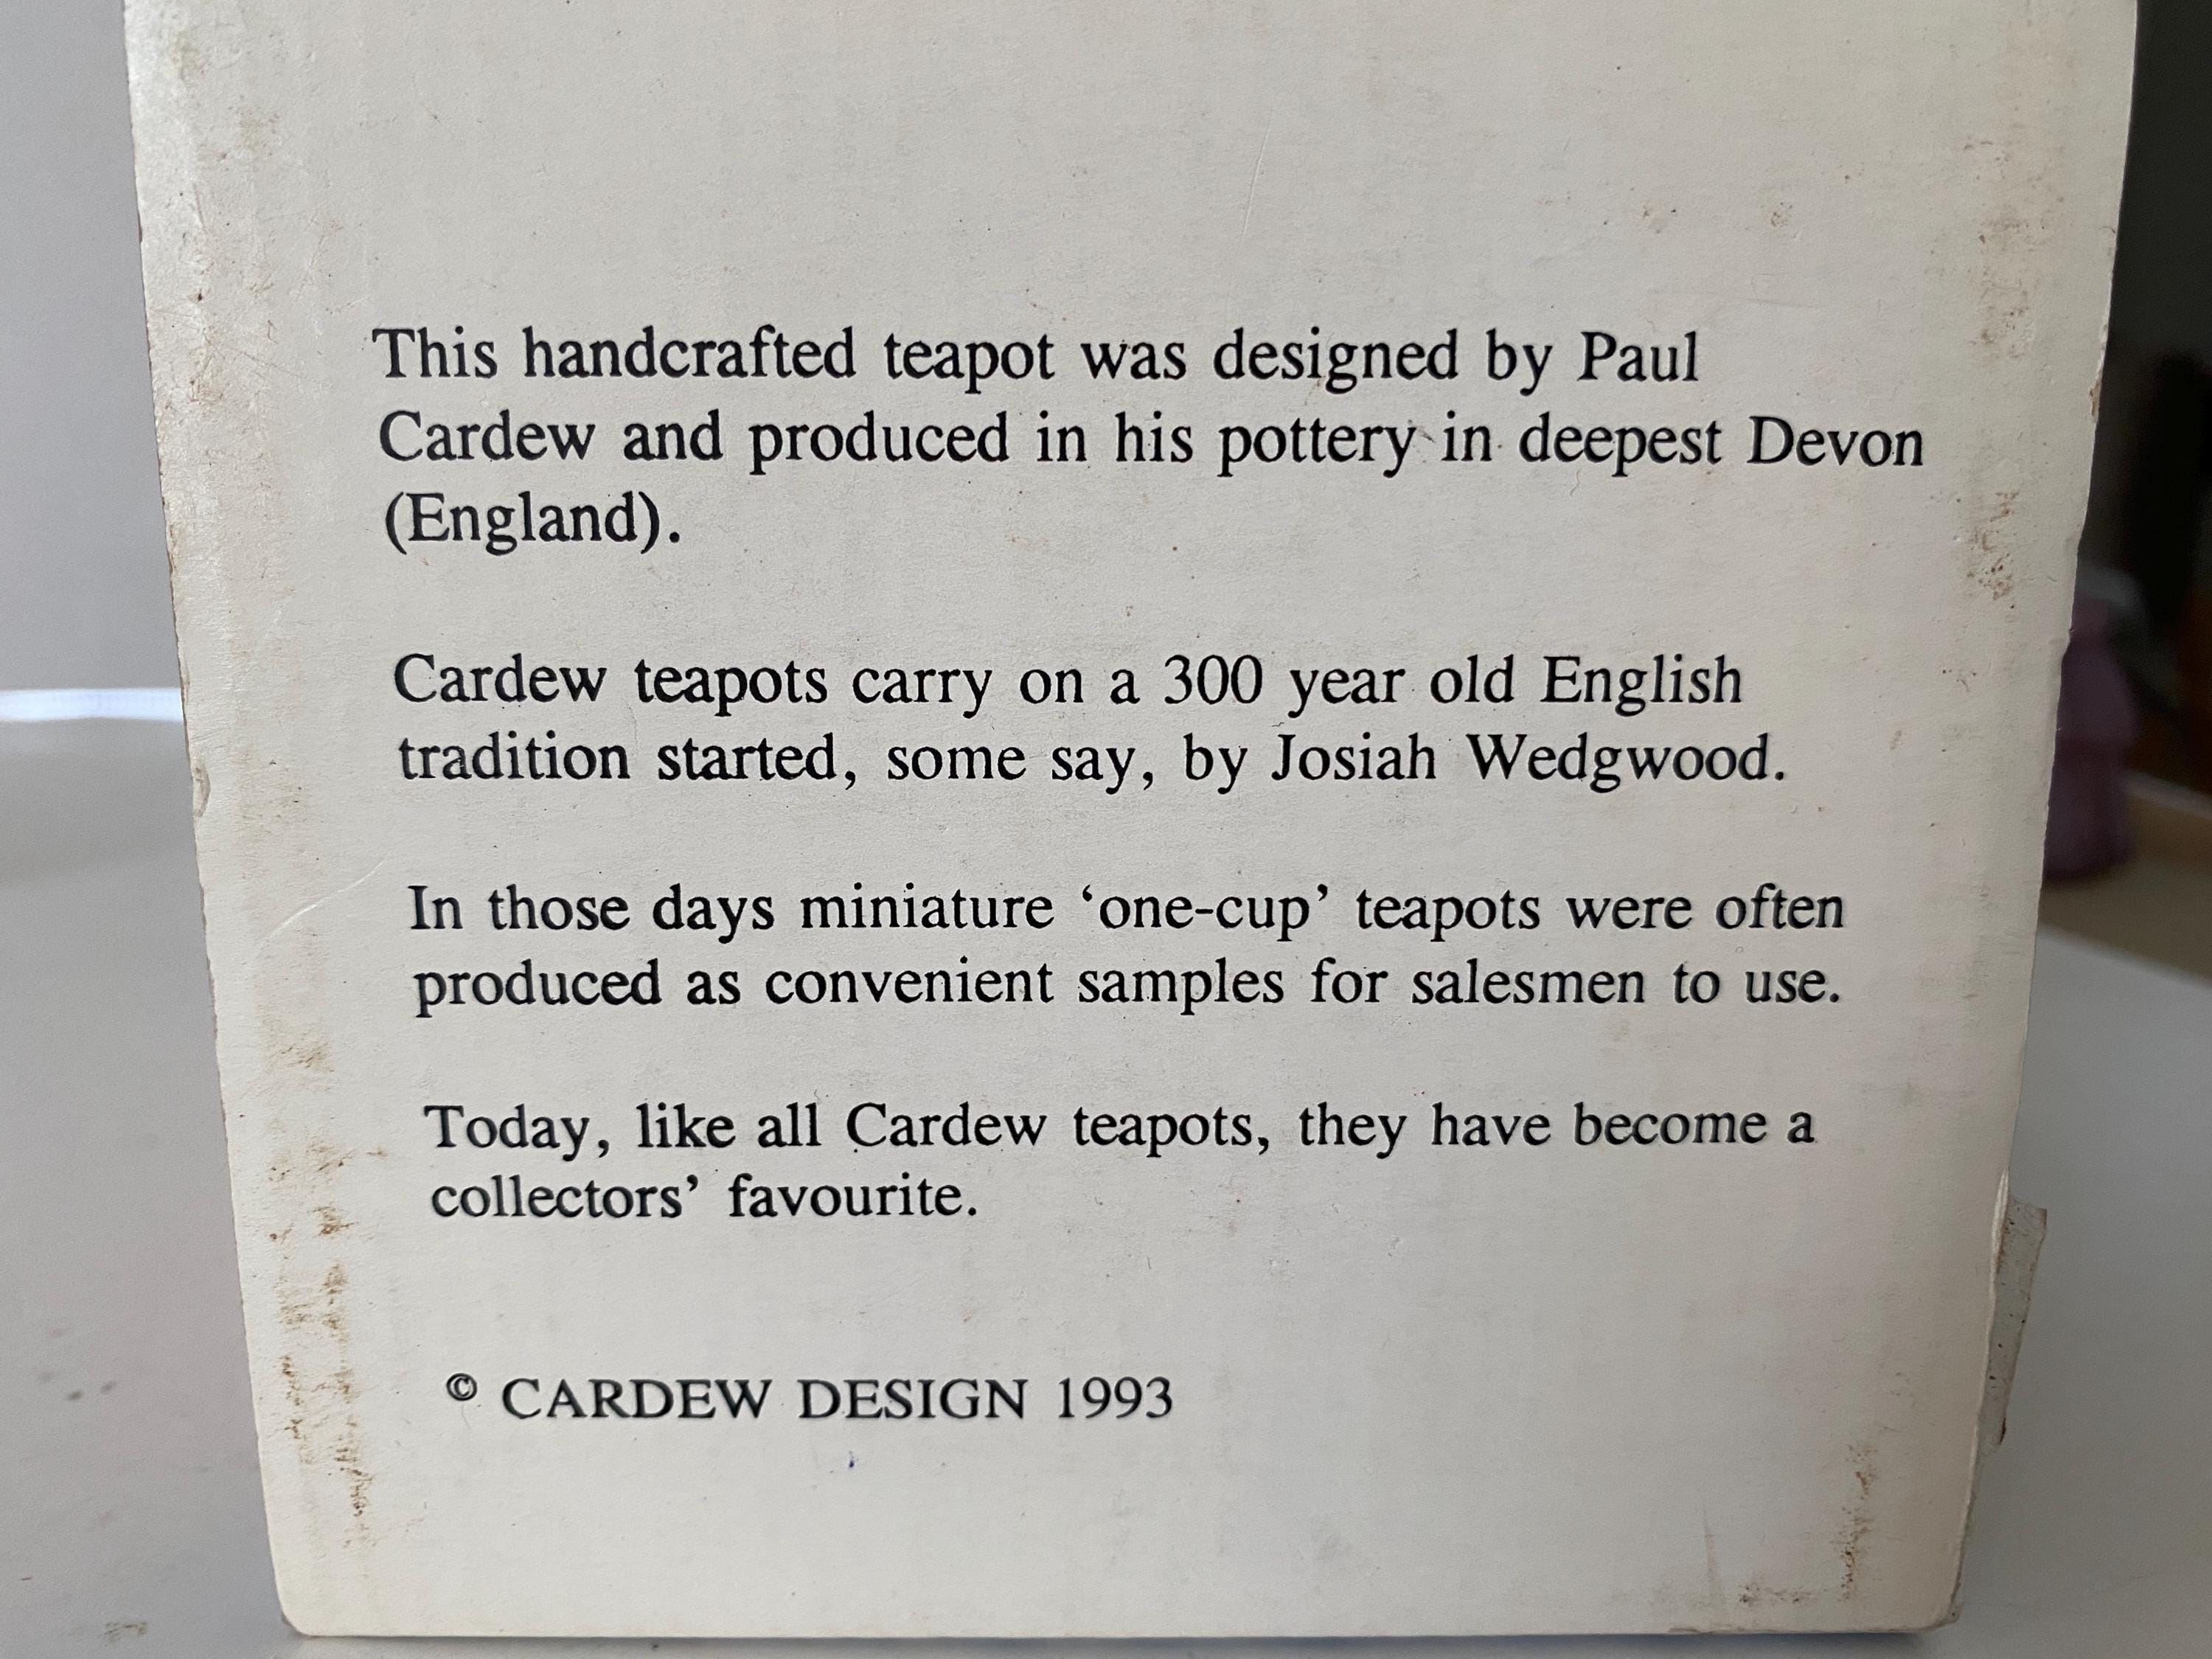 This handcrafted teapot was designed by Paul
Cardew and produced in his pottery in deepest Devon
(England).
Cardew teapots carry on a 300 year old English
tradition started, some say, by Josiah Wedgwood.
In those days miniature ‘one-cup’ teapots were often
produced as convenient samples for salesmen to use.
Today, like all Cardew teapots, they have become a
collectors’ favourite.
© CARDEW DESIGN 1993